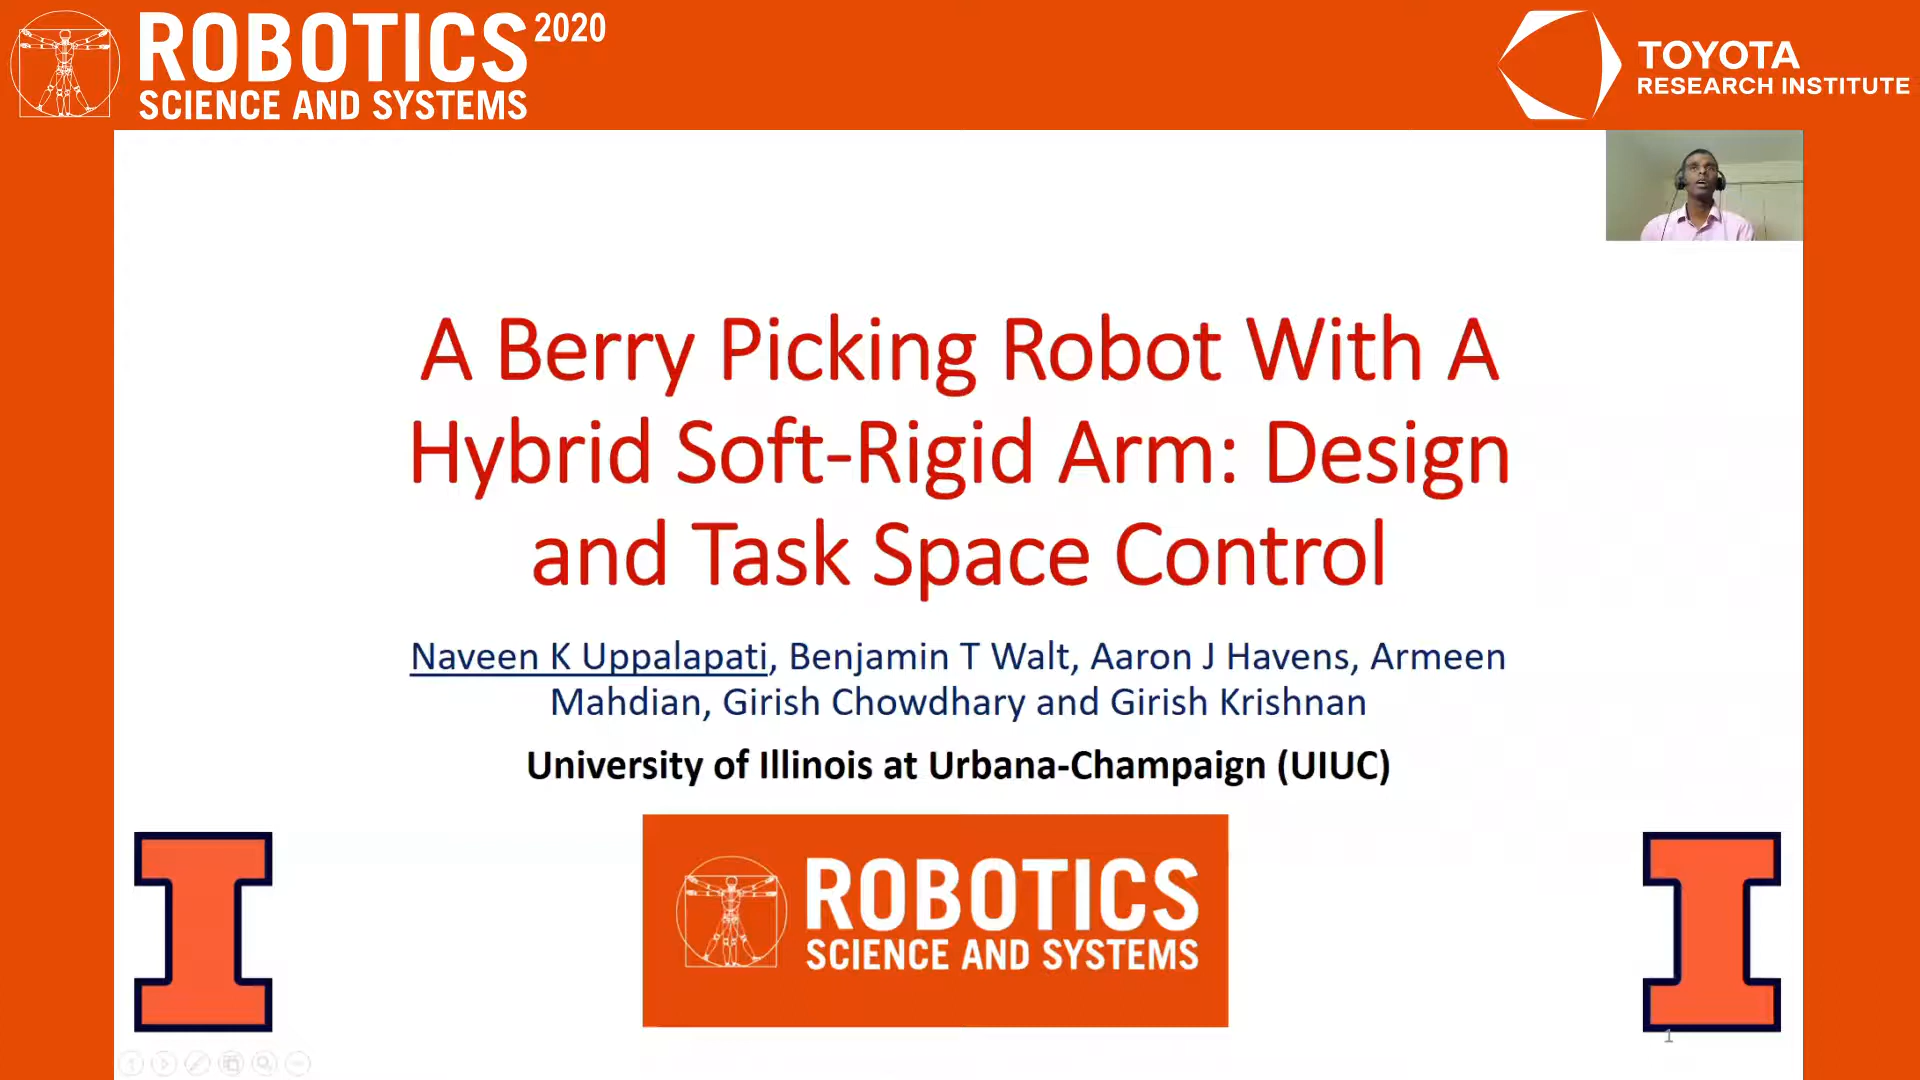 ROBOTICS 2020
SCIENCE AND SYSTEMS
TOYOTA
RESEARCH INSTITUTE
A Berry Picking Robot With A
Hybrid Soft-Rigid Arm: Design
and Task Space Control
Naveen K Uppalapati, Benjamin T Walt, Aaron J Havens, Armeen
Mahdian, Girish Chowdhary and Girish Krishnan
University of Illinois at Urbana-Champaign (UIUC)
I
I
ROBOTICS
SCIENCE AND SYSTEMS
1